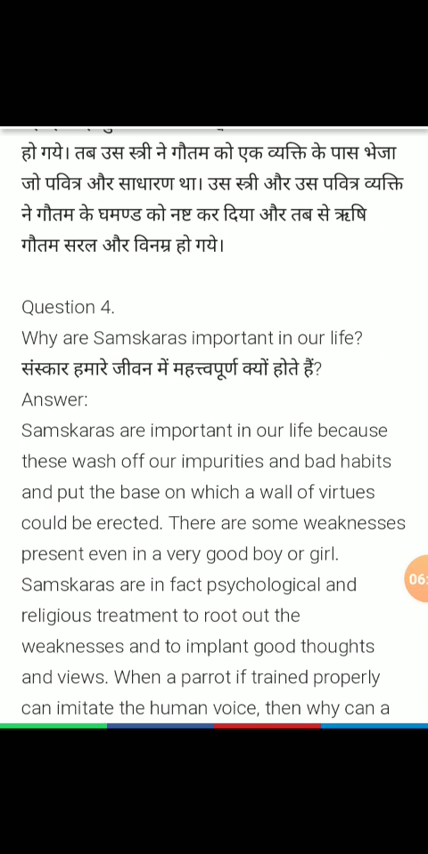 हो गये। तब उस स्त्री ने गौतम को एक व्यक्ति के पास भेजा
जो पवित्र और साधारण था। उस स्त्री और उस पवित्र व्यक्ति
ने गौतम के घमण्ड को नष्ट कर दिया और तब से ऋषि
गौतम सरल और विनम्र हो गये।
Question 4.
Why are Samskaras important in our life?
संस्कार हमारे जीवन में महत्त्वपूर्ण क्यों होते हैं?
Answer:
Samskaras are important in our life because
these wash off our impurities and bad habits
and put the base on which a wall of virtues
could be erected. There are some weaknesses
present even in a very good boy or girl.
Samskaras are in fact psychological and
06:
religious treatment to root out the
weaknesses and to implant good thoughts
and views. When a parrot if trained properly
can imitate the human voice, then why can a